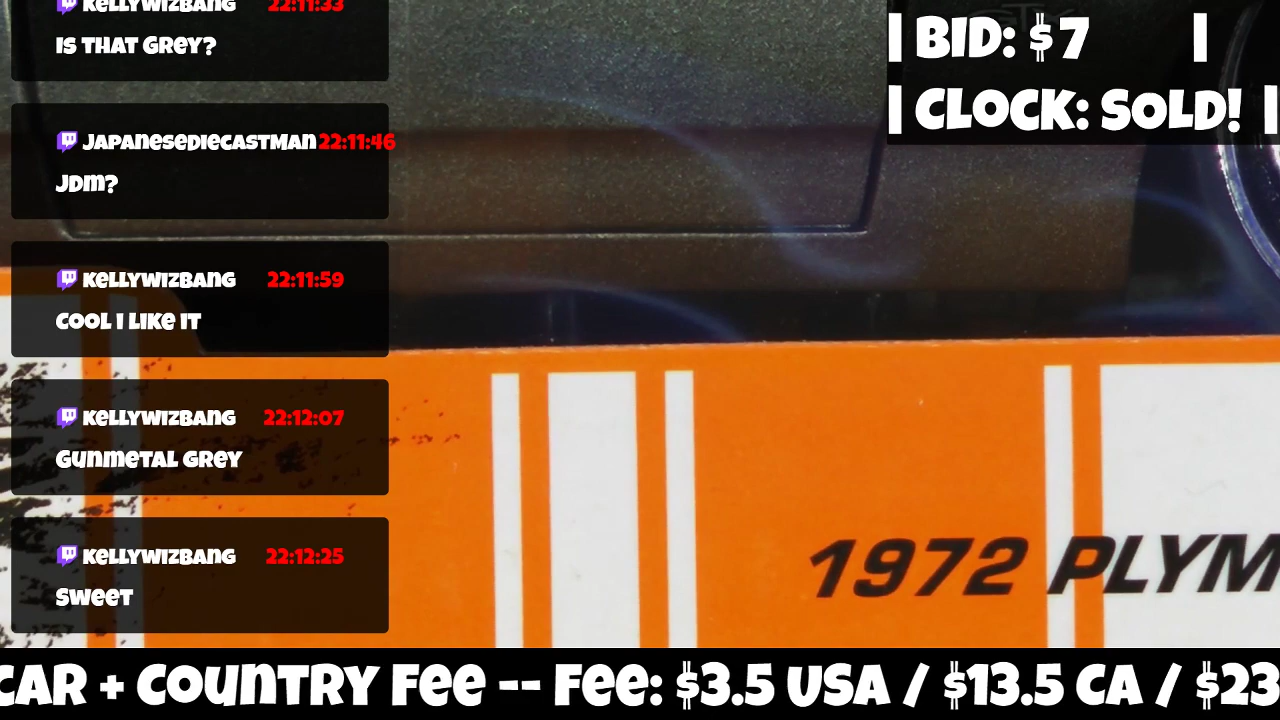 KELLYWIZBANG 22:11:33
IS THAT GREY?
JAPANESEDIECASTMAN 22:11:46
JDM?
KELLYWIZBANG 22:11:59
COOL I LIKE IT
KELLYWIZBANG 22:12:07
GUNMETAL GREY
KELLYWIZBANG 22:12:25
SWEET
| BID: $7 |
| CLOCK: SOLD! |
1972 PLYM
CAR + COUNTRY FEE -- FEE: $3.5 USA / $13.5 CA / $23